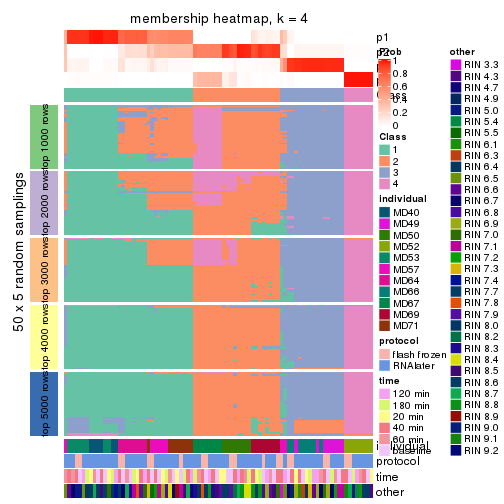 membership heatmap, k = 4
p1
p2
Prob
1
0.8
0.6
0.4
0.2
0
Class
1
2
3
4
Individual
MD40
MD49
MD50
MD52
MD53
MD57
MD64
MD66
MD67
MD69
MD71
protocol
flash frozen
RNAlater
time
120 min
180 min
20 min
40 min
60 min
baseline
other
RIN 3.3
RIN 4.3
RIN 4.7
RIN 4.9
RIN 5.0
RIN 5.4
RIN 5.5
RIN 6.1
RIN 6.3
RIN 6.4
RIN 6.5
RIN 6.6
RIN 6.7
RIN 6.8
RIN 6.9
RIN 7.0
RIN 7.1
RIN 7.2
RIN 7.3
RIN 7.4
RIN 7.7
RIN 7.8
RIN 7.9
RIN 8.0
RIN 8.2
RIN 8.3
RIN 8.4
RIN 8.5
RIN 8.6
RIN 8.7
RIN 8.8
RIN 8.9
RIN 9.0
RIN 9.1
RIN 9.2
50 x 5 random samplings
top 1000 rows
top 2000 rows
top 3000 rows
top 4000 rows
top 5000 rows
protocol
time
other